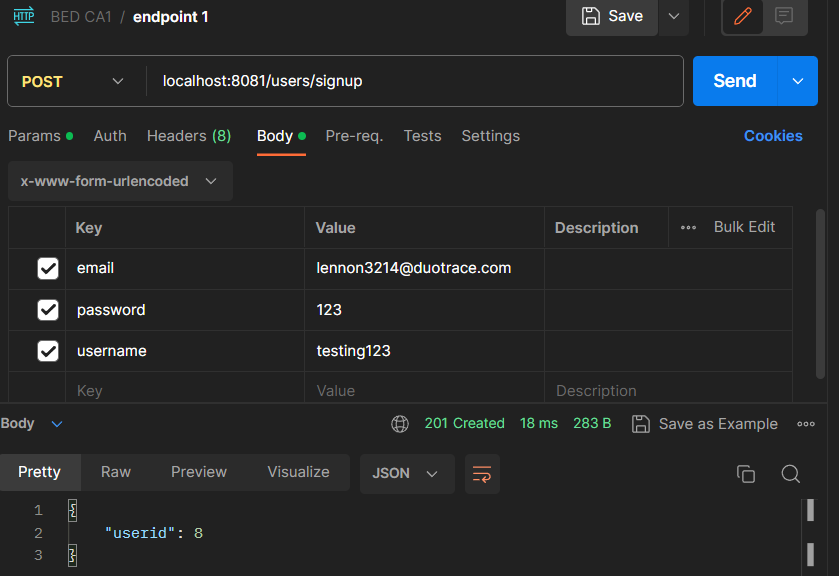 HTTP BED CA1 / endpoint 1 Save
POST localhost:8081/users/signup Send
Params Auth Headers (8) Body Pre-req. Tests Settings Cookies
x-www-form-urlencoded
Key Value Description Bulk Edit
email lennon3214@duotrace.com
password 123
username testing123
Key Value Description
Body 201 Created 18 ms 283 B Save as Example
Pretty Raw Preview Visualize JSON
1 {
2 "userid": 8
3 }